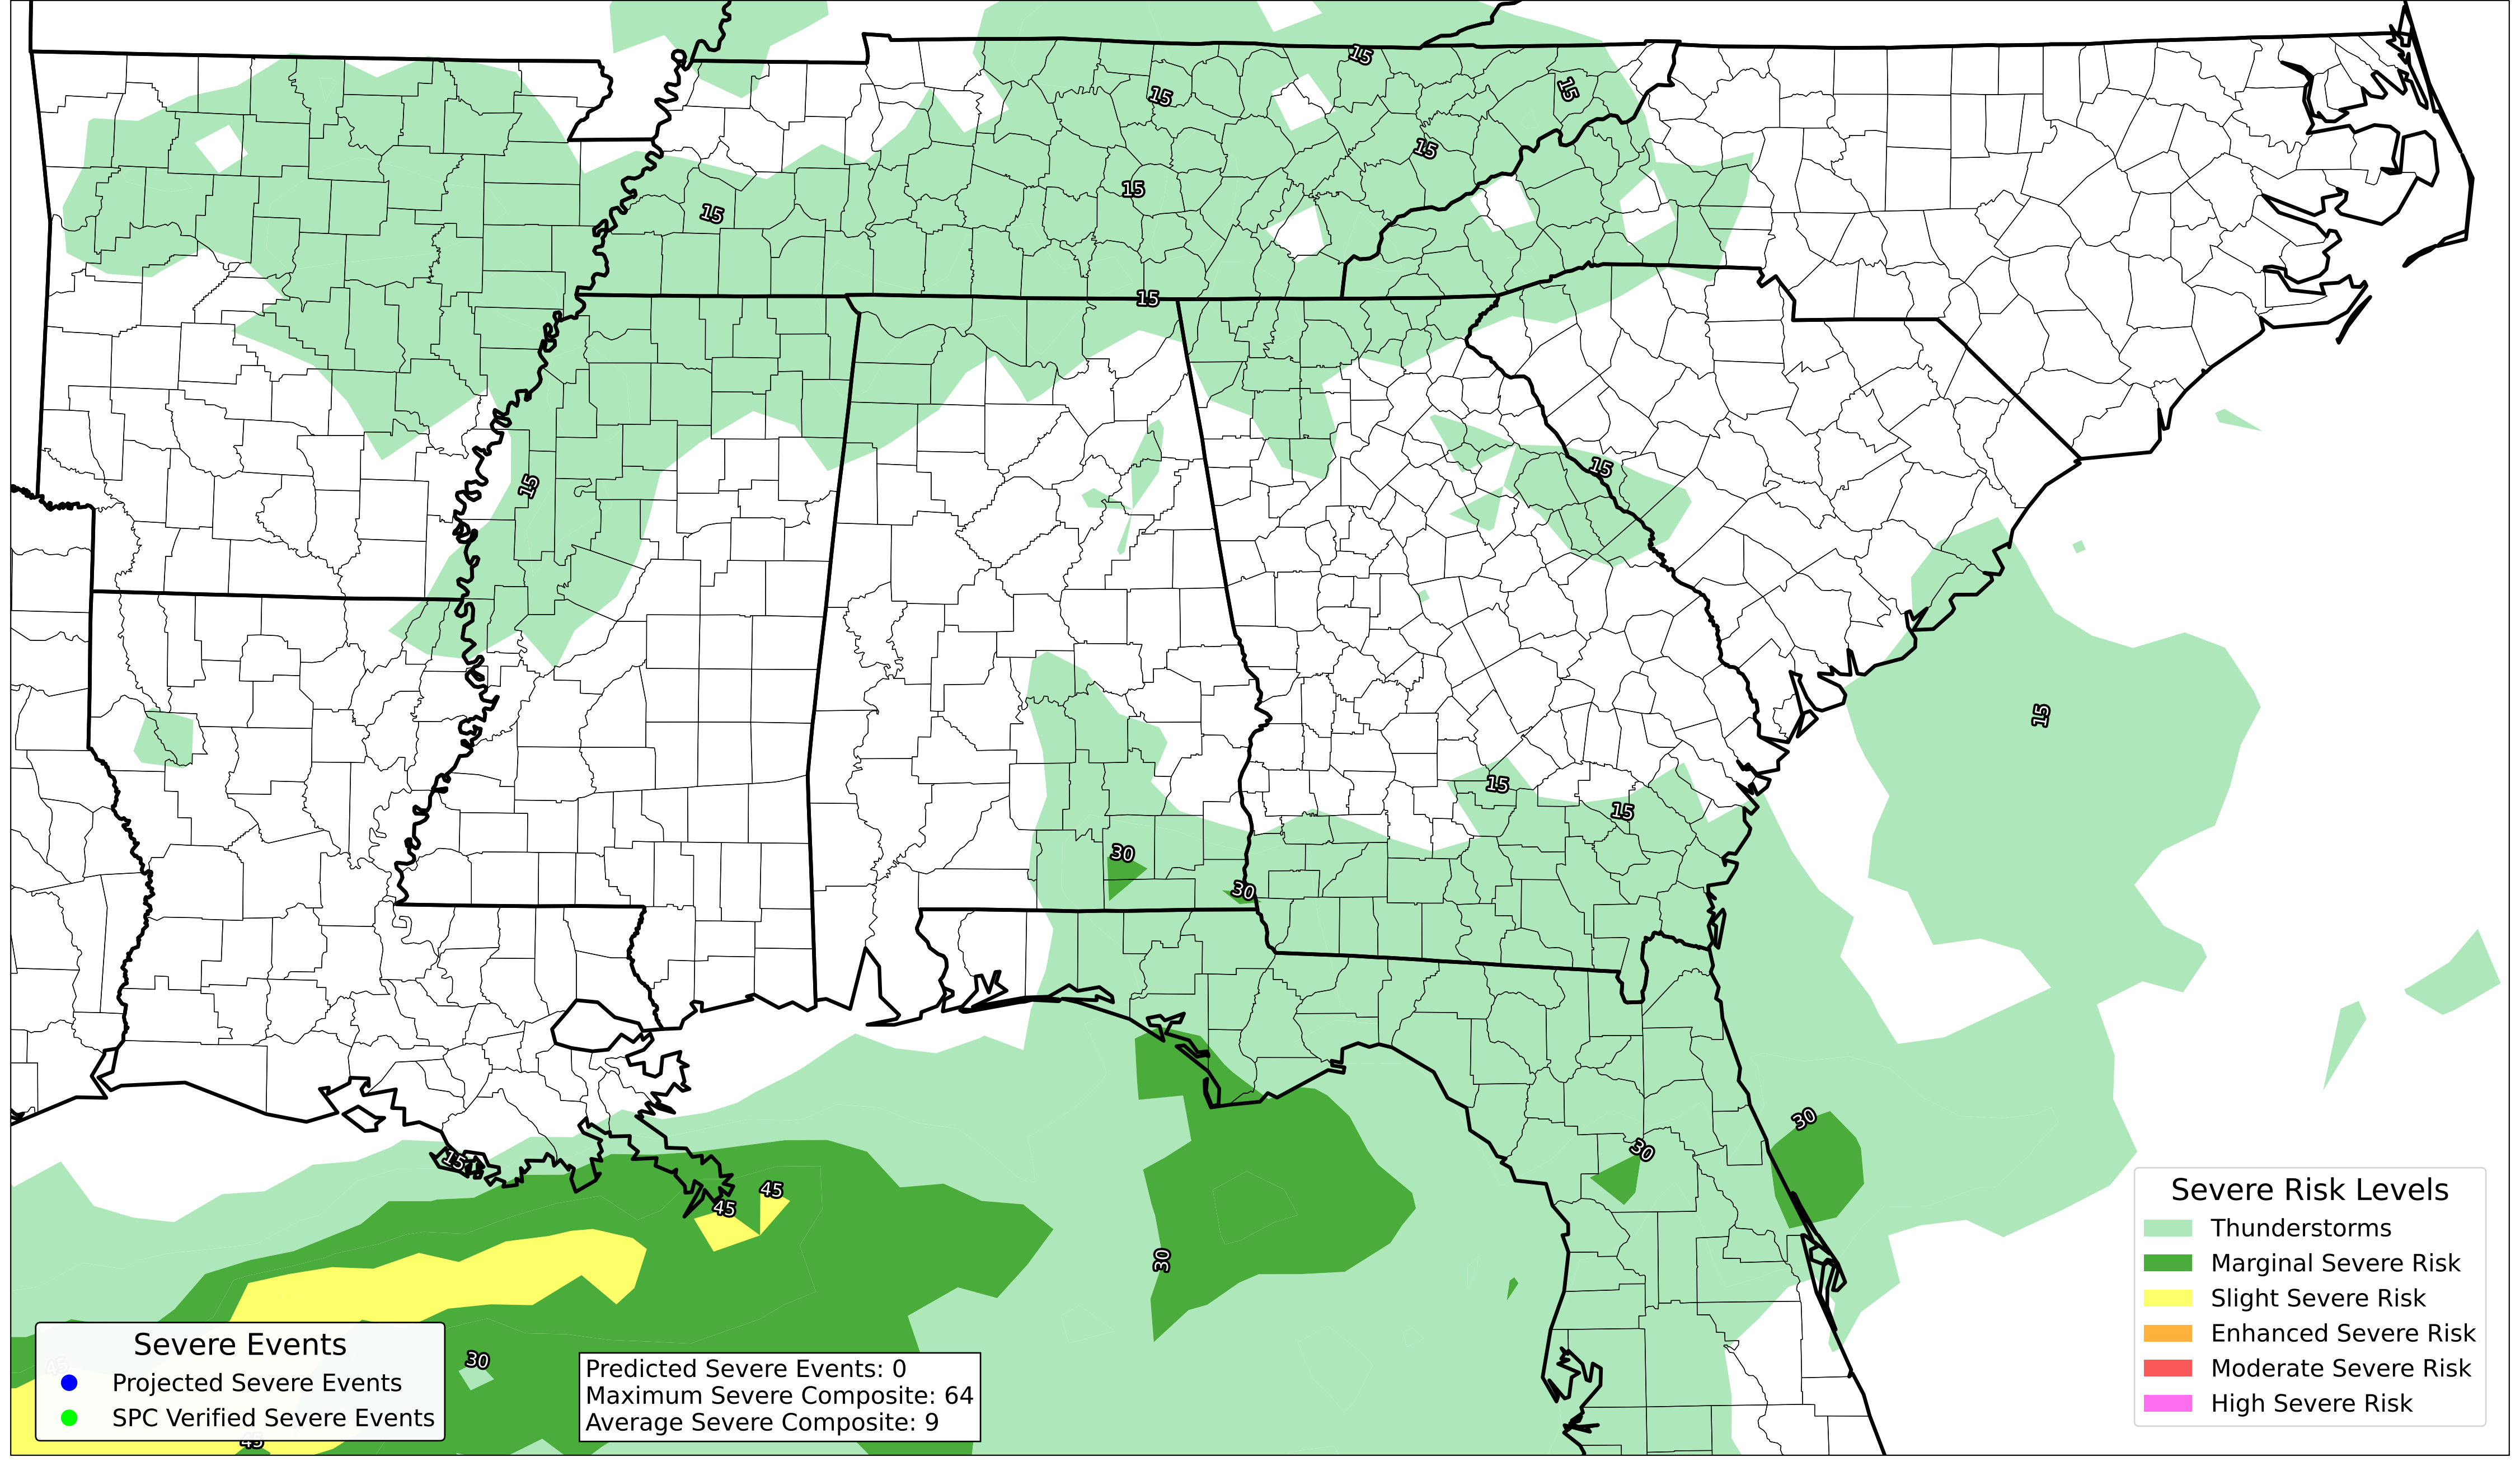 15
15
15
15
15
15
15
15
15
15
15
15
30
30
30
30
15
45
45
30
30
45
45
Severe Events
Projected Severe Events
SPC Verified Severe Events
Predicted Severe Events: 0
Maximum Severe Composite: 64
Average Severe Composite: 9
Severe Risk Levels
Thunderstorms
Marginal Severe Risk
Slight Severe Risk
Enhanced Severe Risk
Moderate Severe Risk
High Severe Risk